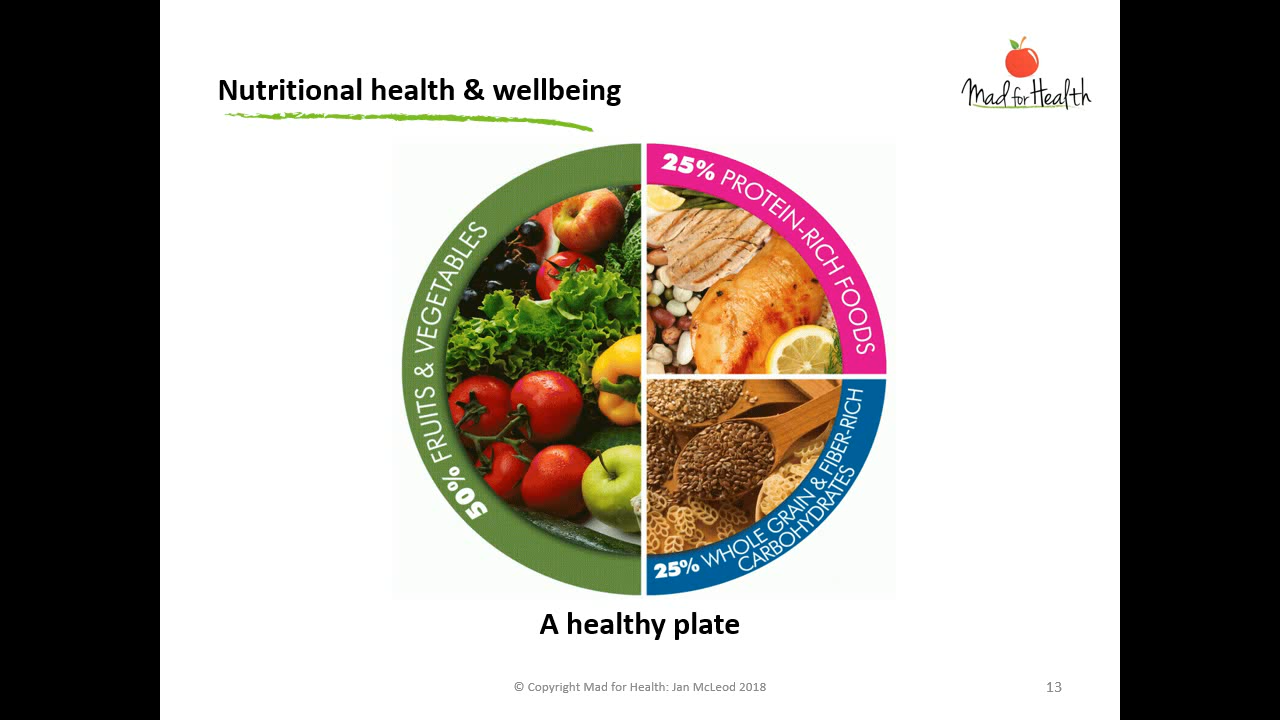 Nutritional health & wellbeing
Mad for Health
50% FRUITS & VEGETABLES
25% PROTEIN-RICH FOODS
25% WHOLE GRAIN & FIBER-RICH
CARBOHYDRATES
A healthy plate
© Copyright Mad for Health: Jan McLeod 2018
13